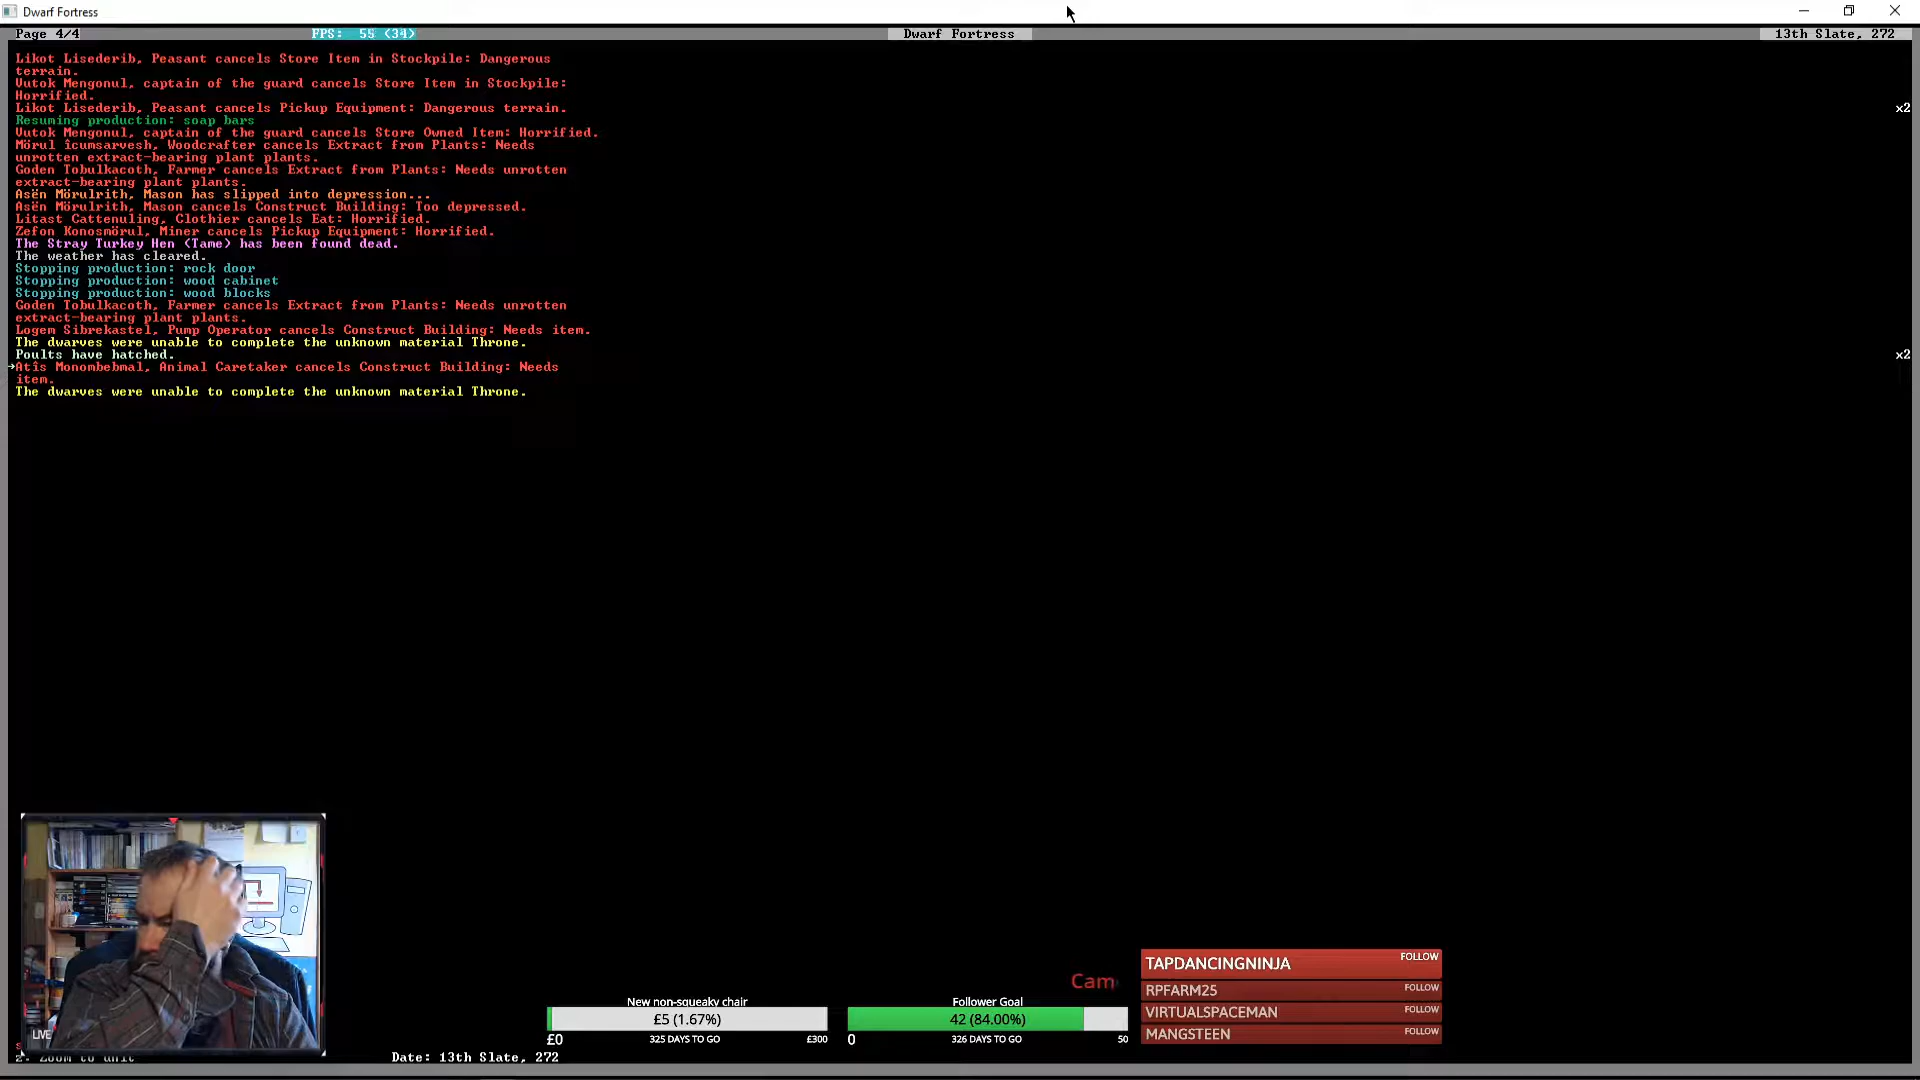 Dwarf Fortress
Page 4/4
FPS: 55 (34)
Dwarf Fortress
13th Slate, 272
Likot Lisederib, Peasant cancels Store Item in Stockpile: Dangerous
terrain.
Vutok Mengonul, captain of the guard cancels Store Item in Stockpile:
Horrified.
Likot Lisederib, Peasant cancels Pickup Equipment: Dangerous terrain.
x2
Resuming production: soap bars
Vutok Mengonul, captain of the guard cancels Store Owned Item: Horrified.
Mörul îcumsarvesh, Woodcrafter cancels Extract from Plants: Needs
unrotten extract-bearing plant plants.
Goden Tobulkacoth, Farmer cancels Extract from Plants: Needs unrotten
extract-bearing plant plants.
Asën Mörulrith, Mason has slipped into depression...
Asën Mörulrith, Mason cancels Construct Building: Too depressed.
Litast Cattenuling, Clothier cancels Eat: Horrified.
Zefon Konosmörul, Miner cancels Pickup Equipment: Horrified.
The Stray Turkey Hen (Tame) has been found dead.
The weather has cleared.
Stopping production: rock door
Stopping production: wood cabinet
Stopping production: wood blocks
Goden Tobulkacoth, Farmer cancels Extract from Plants: Needs unrotten
extract-bearing plant plants.
Logem Sibrekastel, Pump Operator cancels Construct Building: Needs item.
The dwarves were unable to complete the unknown material Throne.
Poults have hatched.
x2
→Atîs Monombebmal, Animal Caretaker cancels Construct Building: Needs
item.
The dwarves were unable to complete the unknown material Throne.
LIVE
z: Zoom to unit
Date: 13th Slate, 272
New non-squeaky chair
£5 (1.67%)
£0
325 DAYS TO GO
£300
Follower Goal
42 (84.00%)
0
326 DAYS TO GO
50
Cam
TAPDANCINGNINJA
FOLLOW
RPFARM25
FOLLOW
VIRTUALSPACEMAN
FOLLOW
MANGSTEEN
FOLLOW